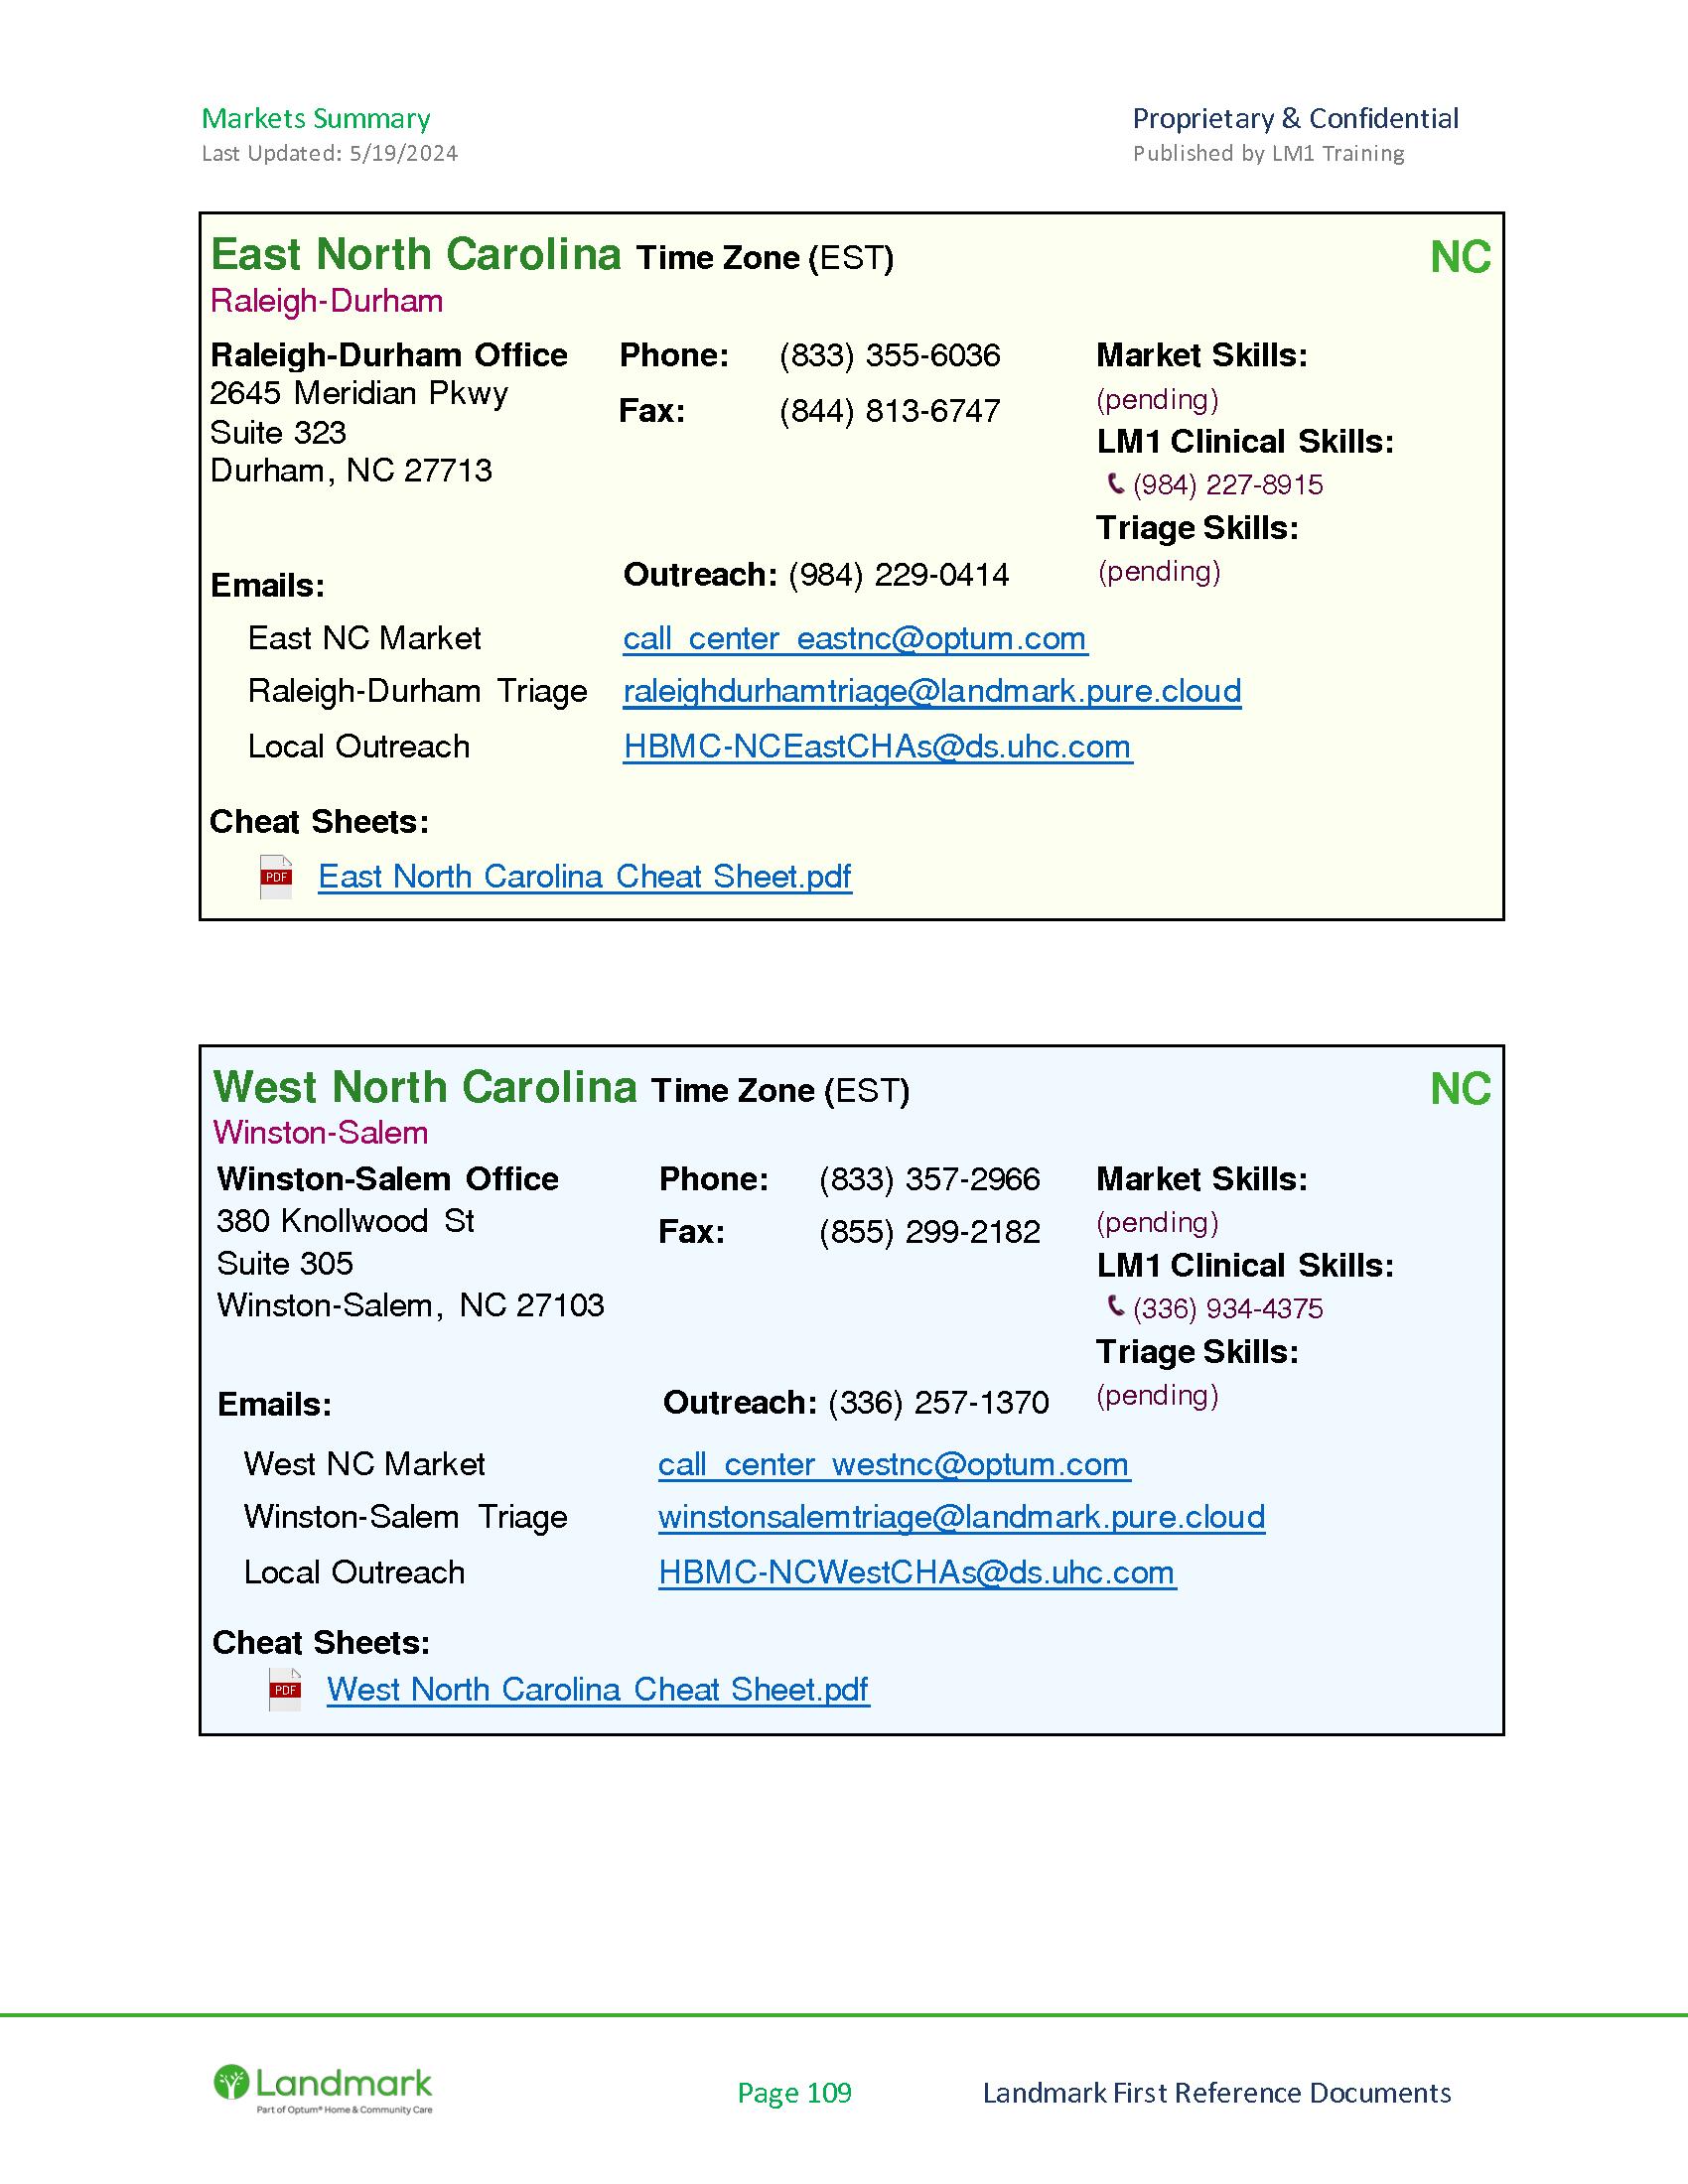 Markets Summary
Last Updated: 5/19/2024
Proprietary & Confidential
Published by LM1 Training
East North Carolina Time Zone (EST)
NC
Raleigh-Durham
Raleigh-Durham Office
2645 Meridian Pkwy
Suite 323
Durham, NC 27713
Phone: (833) 355-6036
Fax: (844) 813-6747
Market Skills:
(pending)
LM1 Clinical Skills:
(984) 227-8915
Triage Skills:
(pending)
Emails:
Outreach: (984) 229-0414
East NC Market call_center_eastnc@optum.com
Raleigh-Durham Triage raleighdurhamtriage@landmark.pure.cloud
Local Outreach HBMC-NCEastCHAs@ds.uhc.com
Cheat Sheets:
PDF East North Carolina Cheat Sheet.pdf
West North Carolina Time Zone (EST)
NC
Winston-Salem
Winston-Salem Office
380 Knollwood St
Suite 305
Winston-Salem, NC 27103
Phone: (833) 357-2966
Fax: (855) 299-2182
Market Skills:
(pending)
LM1 Clinical Skills:
(336) 934-4375
Triage Skills:
(pending)
Emails:
Outreach: (336) 257-1370
West NC Market call_center_westnc@optum.com
Winston-Salem Triage winstonsalemtriage@landmark.pure.cloud
Local Outreach HBMC-NCWestCHAs@ds.uhc.com
Cheat Sheets:
PDF West North Carolina Cheat Sheet.pdf
Landmark
Part of Optum® Home & Community Care
Page 109
Landmark First Reference Documents